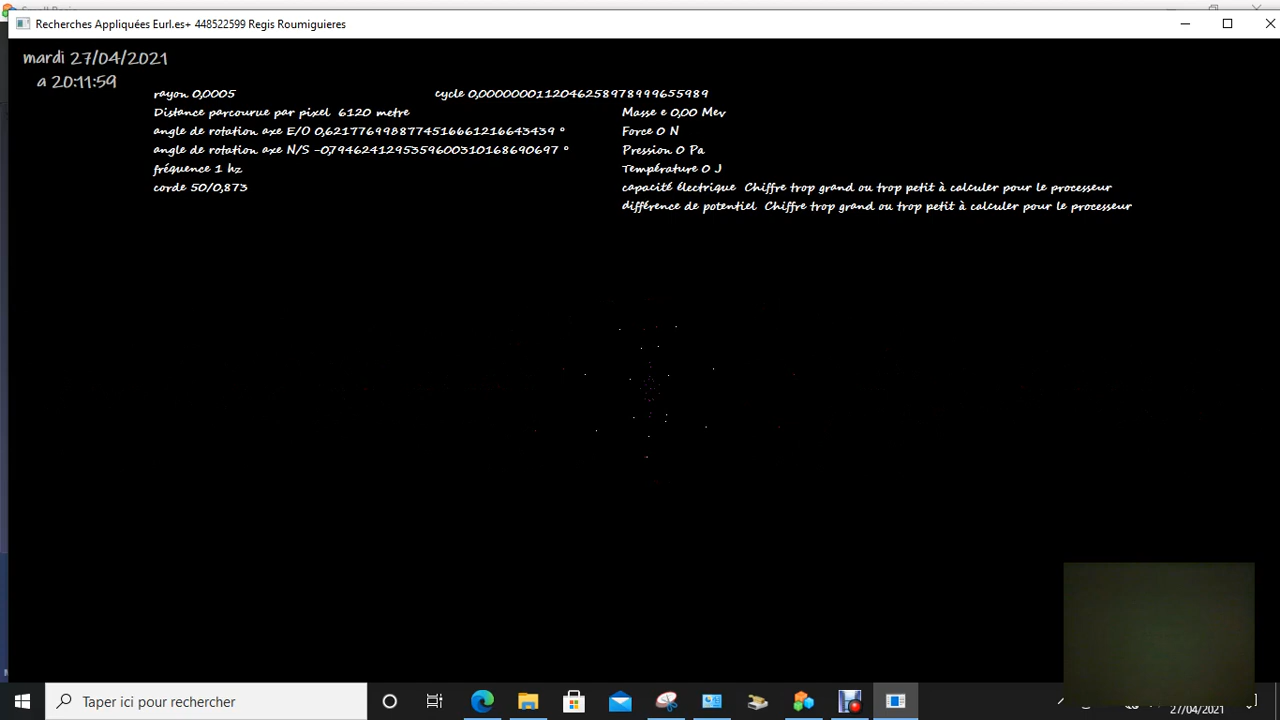 Recherches Appliquées Eurl.es+ 448522599 Regis Roumiguieres
mardi 27/04/2021
a 20:11:59
rayon 0,0005
cycle 0,00000001120462589789996559​89
Distance parcourue par pixel 6120 metre
Masse e 0,00 Mev
angle de rotation axe E/O 0,6217769988774516661216643439 °
Force 0 N
angle de rotation axe N/S -0,7946241295359600310168690697 °
Pression 0 Pa
fréquence 1 hz
Température 0 J
corde 50/0,873
capacité électrique Chiffre trop grand ou trop petit à calculer pour le processeur
différence de potentiel Chiffre trop grand ou trop petit à calculer pour le processeur
Taper ici pour rechercher
27/04/2021